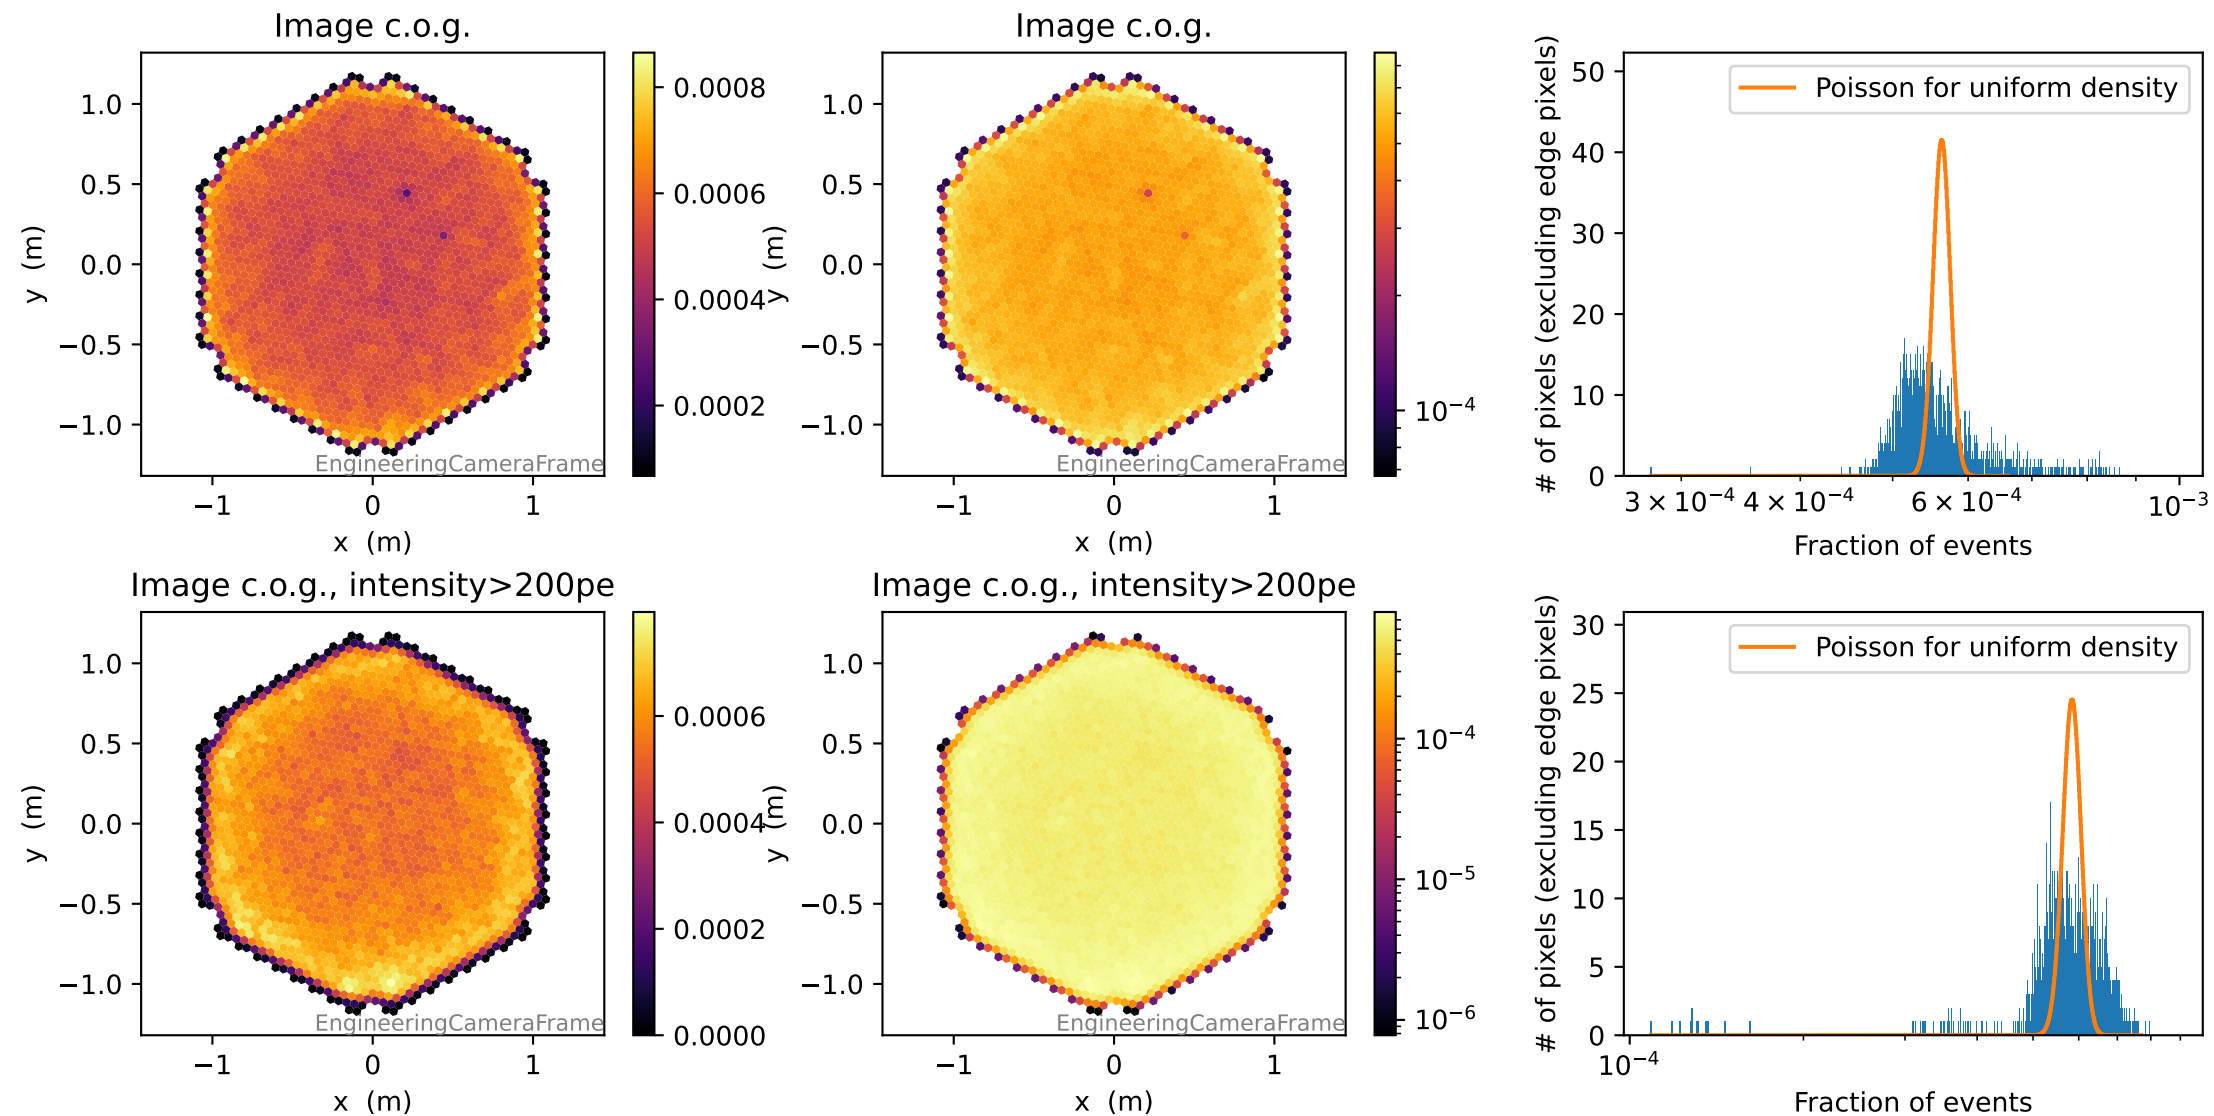 Image c.o.g.
1.0
0.5
0.0
−0.5
−1.0
y (m)
−1
0
1
x (m)
EngineeringCameraFrame
0.0008
0.0006
0.0004
0.0002
Image c.o.g.
1.0
0.5
0.0
−0.5
−1.0
y (m)
−1
0
1
x (m)
EngineeringCameraFrame
10⁻⁴
# of pixels (excluding edge pixels)
50
40
30
20
10
0
Poisson for uniform density
3 × 10⁻⁴
4 × 10⁻⁴
6 × 10⁻⁴
10⁻³
Fraction of events
Image c.o.g., intensity>200pe
1.0
0.5
0.0
−0.5
−1.0
y (m)
−1
0
1
x (m)
EngineeringCameraFrame
0.0006
0.0004
0.0002
0.0000
Image c.o.g., intensity>200pe
1.0
0.5
0.0
−0.5
−1.0
y (m)
−1
0
1
x (m)
EngineeringCameraFrame
10⁻⁴
10⁻⁵
10⁻⁶
# of pixels (excluding edge pixels)
30
25
20
15
10
5
0
Poisson for uniform density
10⁻⁴
Fraction of events